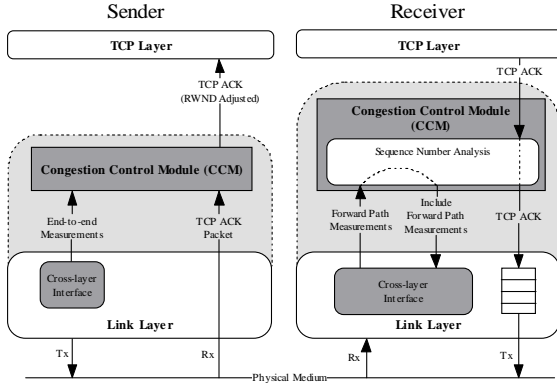 Sender
Receiver
TCP Layer
TCP ACK
(RWND Adjusted)
Congestion Control Module (CCM)
End-to-end
Measurements
TCP ACK
Packet
Cross-layer
Interface
Link Layer
Tx
Rx
TCP Layer
TCP ACK
Congestion Control Module
(CCM)
Sequence Number Analysis
Forward Path
Measurements
Include
Forward Path
Measurements
TCP ACK
Cross-layer
Interface
Link Layer
Rx
Tx
Physical Medium